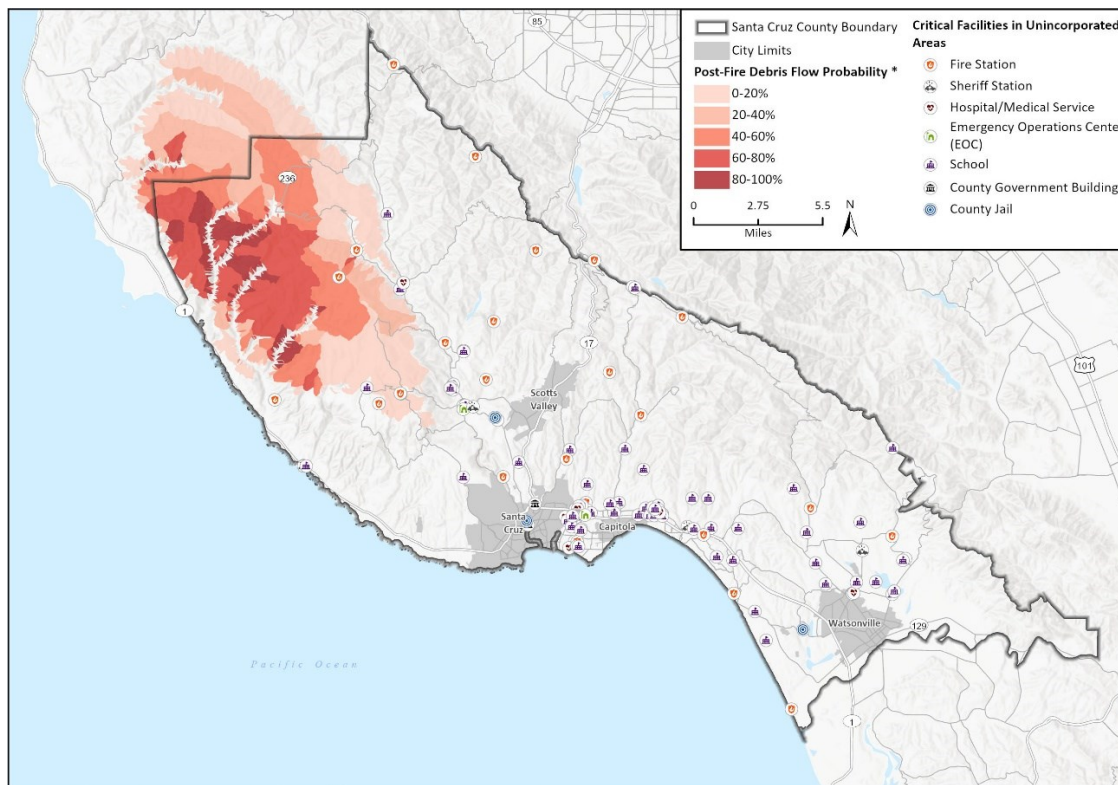 Santa Cruz County Boundary
City Limits
Post-Fire Debris Flow Probability *
0-20%
20-40%
40-60%
60-80%
80-100%
0 2.75 5.5
Miles
N
Critical Facilities in Unincorporated
Areas
Fire Station
Sheriff Station
Hospital/Medical Service
Emergency Operations Cente
(EOC)
School
County Government Building
County Jail
85
236
1
17
101
Scotts
Valley
Santa
Cruz
Capitola
Watsonville
129
1
Pacific Ocean